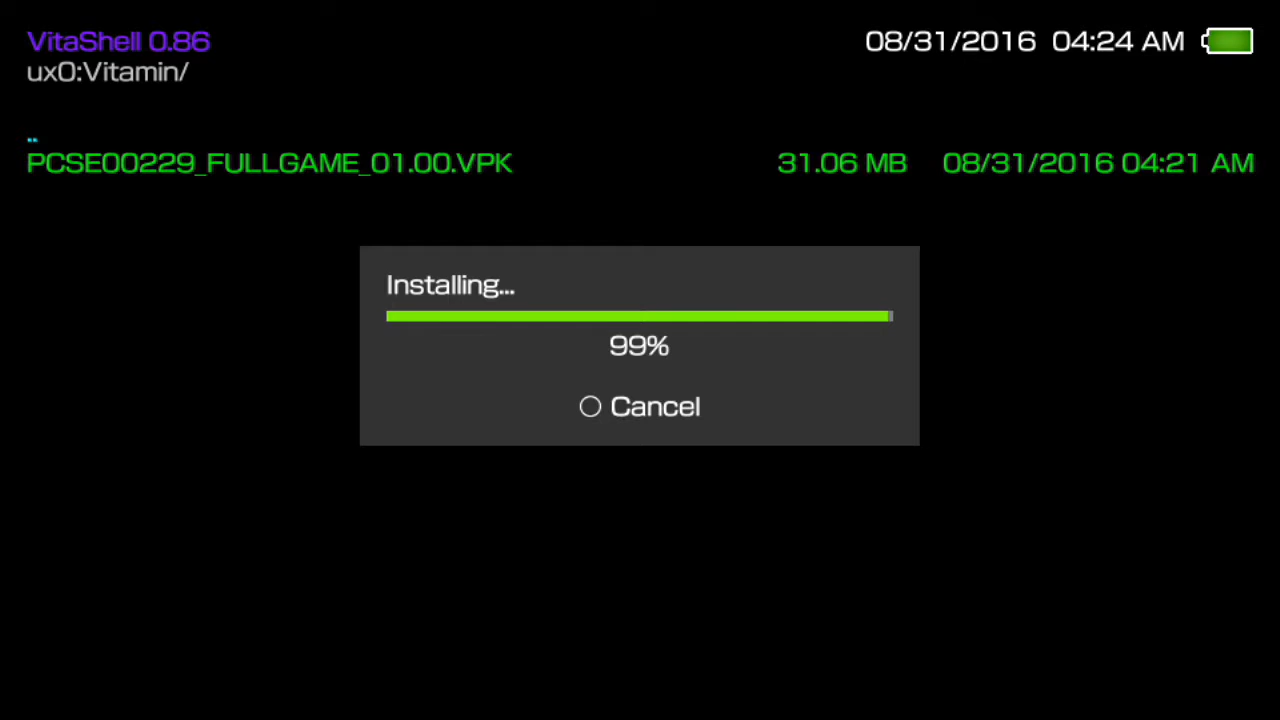 VitaShell 0.86 08/31/2016 04:24 AM
ux0:Vitamin/
..
PCSE00229_FULLGAME_01.00.VPK 31.06 MB 08/31/2016 04:21 AM
Installing...
99%
Cancel